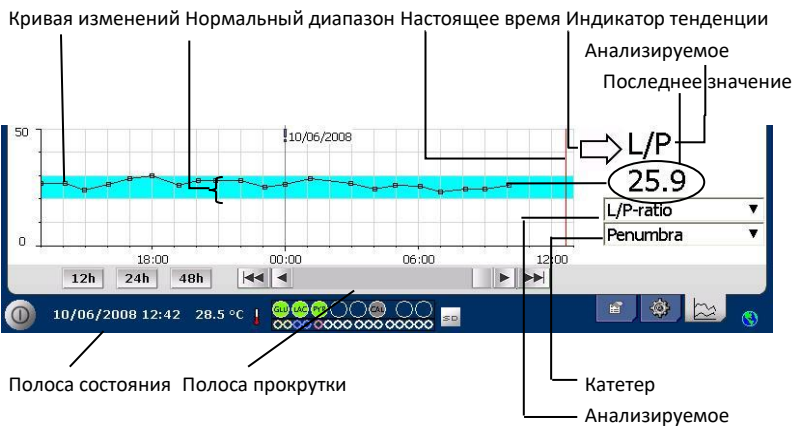 Кривая изменений Нормальный диапазон Настоящее время Индикатор тенденции
Анализируемое
Последнее значение
50
10/06/2008
L/P
25.9
L/P-ratio
Penumbra
0
18:00 00:00 06:00 12:00
12h 24h 48h
10/06/2008 12:42 28.5 °C GLU LAC PYR CAL SD
Полоса состояния Полоса прокрутки Катетер
Анализируемое